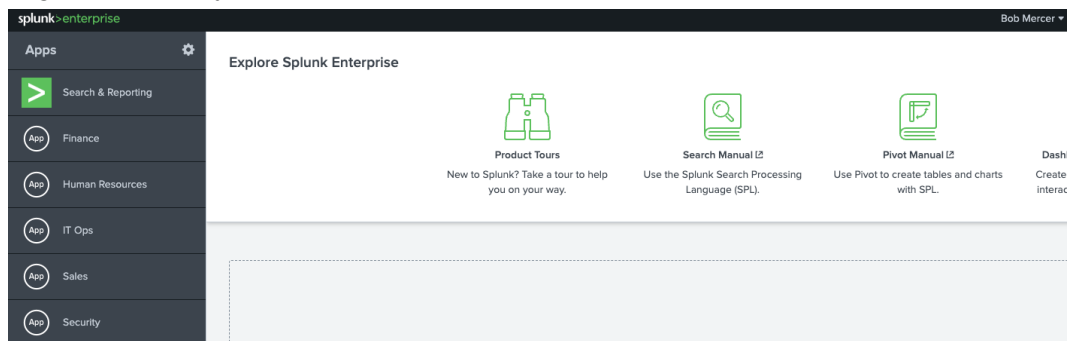 splunk>enterprise
Bob Mercer
Apps
Explore Splunk Enterprise
Search & Reporting
App
Finance
App
Human Resources
App
IT Ops
App
Sales
App
Security
Product Tours
New to Splunk? Take a tour to help
you on your way.
Search Manual
Use the Splunk Search Processing
Language (SPL).
Pivot Manual
Use Pivot to create tables and charts
with SPL.
Create